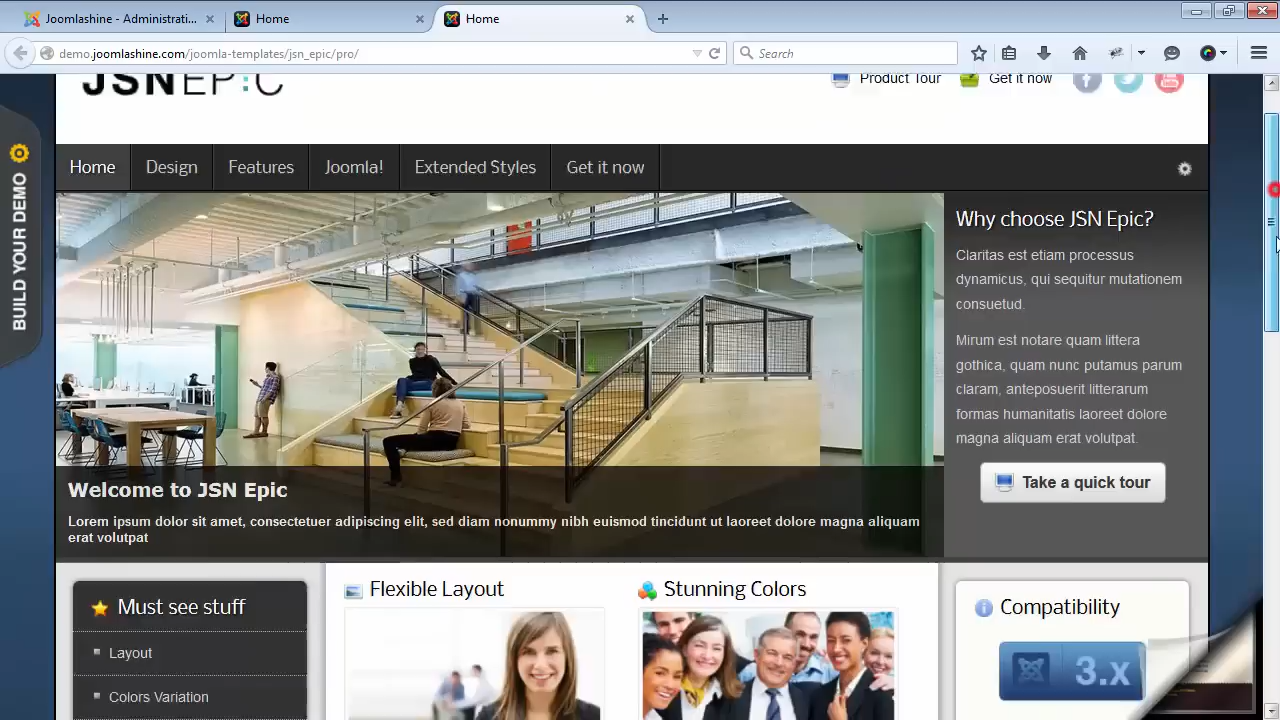 Joomlashine - Administrati...
Home
Home
demo.joomlashine.com/joomla-templates/jsn_epic/pro/
Search
JSN EPIC
Product Tour
Get it now
BUILD YOUR DEMO
Home
Design
Features
Joomla!
Extended Styles
Get it now
Why choose JSN Epic?
Claritas est etiam processus
dynamicus, qui sequitur mutationem
consuetud.
Mirum est notare quam littera
gothica, quam nunc putamus parum
claram, anteposuerit litterarum
formas humanitatis laoreet dolore
magna aliquam erat volutpat.
Take a quick tour
Welcome to JSN Epic
Lorem ipsum dolor sit amet, consectetuer adipiscing elit, sed diam nonummy nibh euismod tincidunt ut laoreet dolore magna aliquam
erat volutpat
Must see stuff
Layout
Colors Variation
Flexible Layout
Stunning Colors
Compatibility
3.x